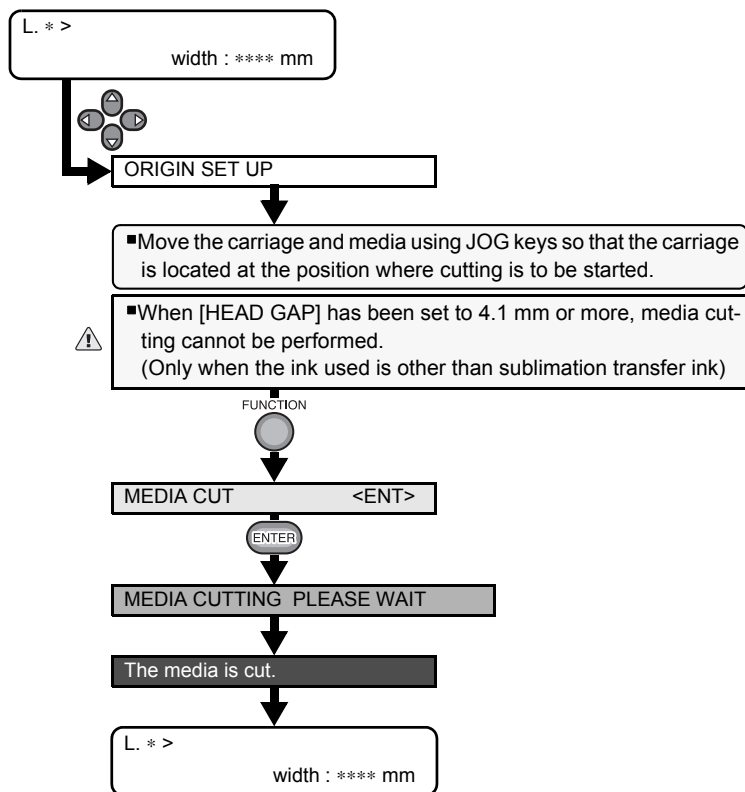 L. * >
width : **** mm
ORIGIN SET UP
■Move the carriage and media using JOG keys so that the carriage
is located at the position where cutting is to be started.
■When [HEAD GAP] has been set to 4.1 mm or more, media cut-
ting cannot be performed.
(Only when the ink used is other than sublimation transfer ink)
FUNCTION
MEDIA CUT <ENT>
ENTER
MEDIA CUTTING PLEASE WAIT
The media is cut.
L. * >
width : **** mm